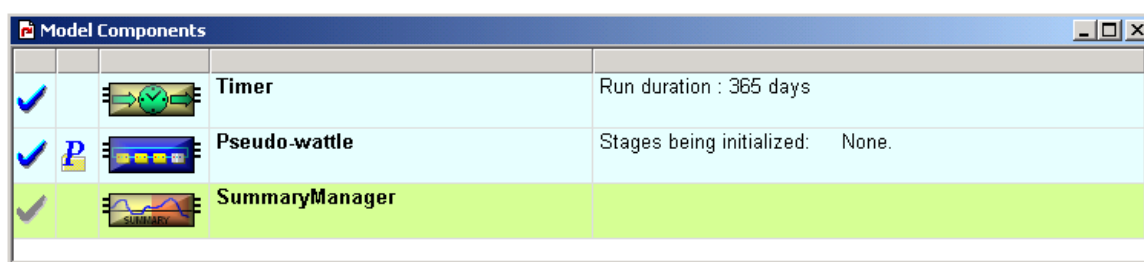 Model Components
Timer Run duration : 365 days
P Pseudo-wattle Stages being initialized: None.
SummaryManager
SUMMARY